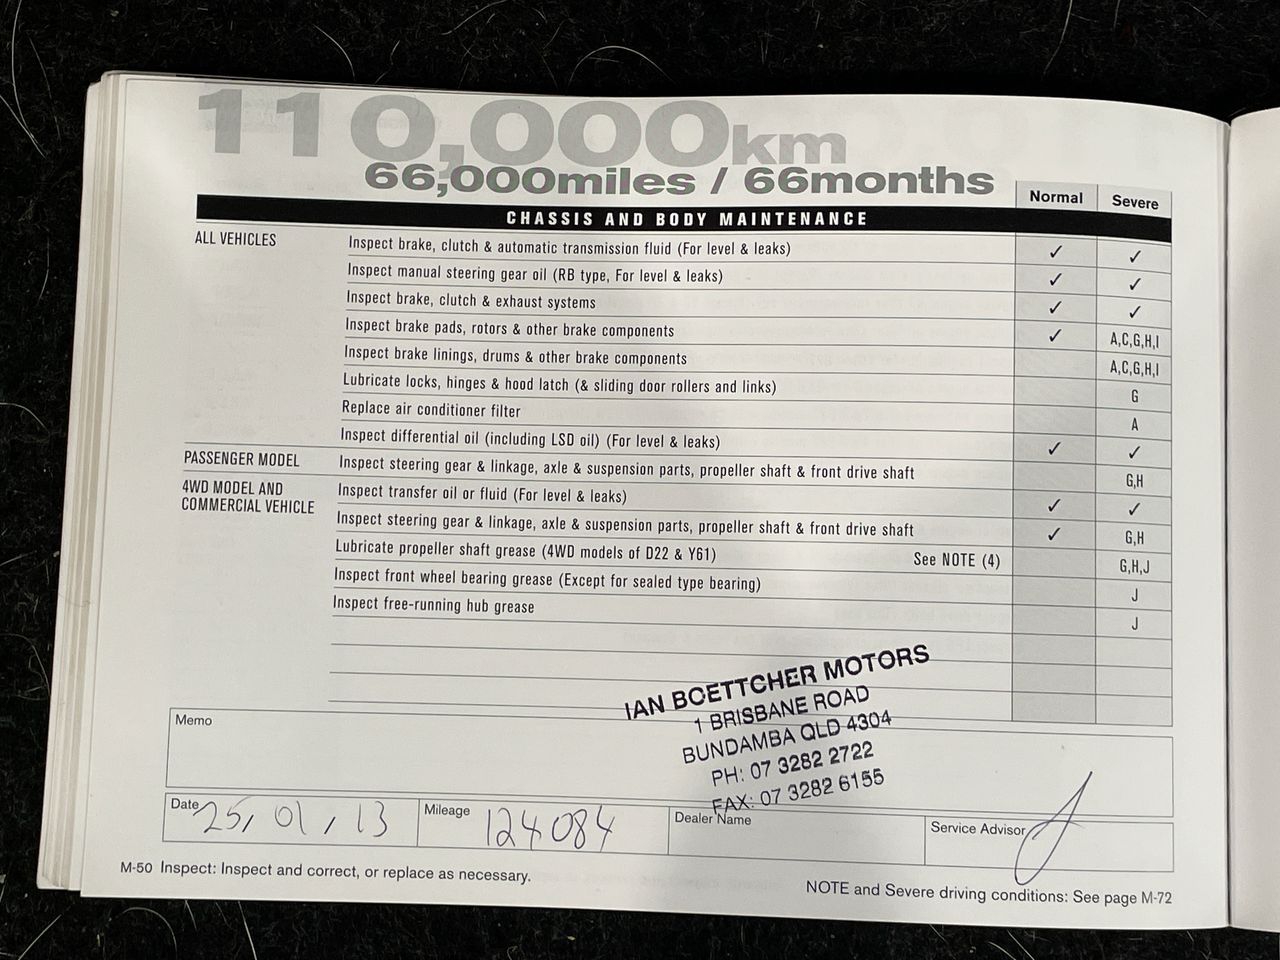 110,000km
66,000miles / 66months
Normal Severe
CHASSIS AND BODY MAINTENANCE
ALL VEHICLES Inspect brake, clutch & automatic transmission fluid (For level & leaks) ✓ ✓
Inspect manual steering gear oil (RB type, For level & leaks) ✓ ✓
Inspect brake, clutch & exhaust systems ✓ ✓
Inspect brake pads, rotors & other brake components ✓ A,C,G,H,I
Inspect brake linings, drums & other brake components A,C,G,H,I
Lubricate locks, hinges & hood latch (& sliding door rollers and links) G
Replace air conditioner filter A
Inspect differential oil (including LSD oil) (For level & leaks) ✓ ✓
PASSENGER MODEL Inspect steering gear & linkage, axle & suspension parts, propeller shaft & front drive shaft G,H
4WD MODEL AND COMMERCIAL VEHICLE Inspect transfer oil or fluid (For level & leaks) ✓ ✓
Inspect steering gear & linkage, axle & suspension parts, propeller shaft & front drive shaft ✓ G,H
Lubricate propeller shaft grease (4WD models of D22 & Y61) See NOTE (4) G,H,J
Inspect front wheel bearing grease (Except for sealed type bearing) J
Inspect free-running hub grease J
IAN BOETTCHER MOTORS
1 BRISBANE ROAD
BUNDAMBA QLD 4304
PH: 07 3282 2722
FAX: 07 3282 6155
Memo
Date 25, 01, 13 Mileage 124084 Dealer Name Service Advisor
M-50 Inspect: Inspect and correct, or replace as necessary.
NOTE and Severe driving conditions: See page M-72